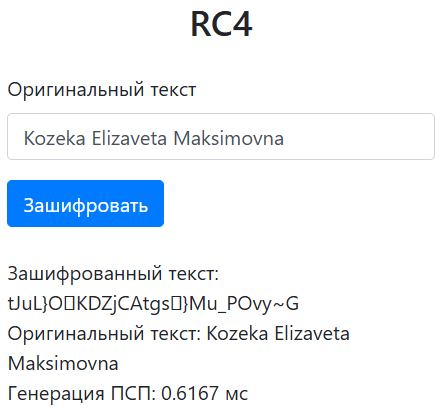 RC4
Оригинальный текст
Kozeka Elizaveta Maksimovna
Зашифровать
Зашифрованный текст:
tJuL}O▯KDZjCAtgs▯}Mu_POvy~G
Оригинальный текст: Kozeka Elizaveta
Maksimovna
Генерация ПСП: 0.6167 мс